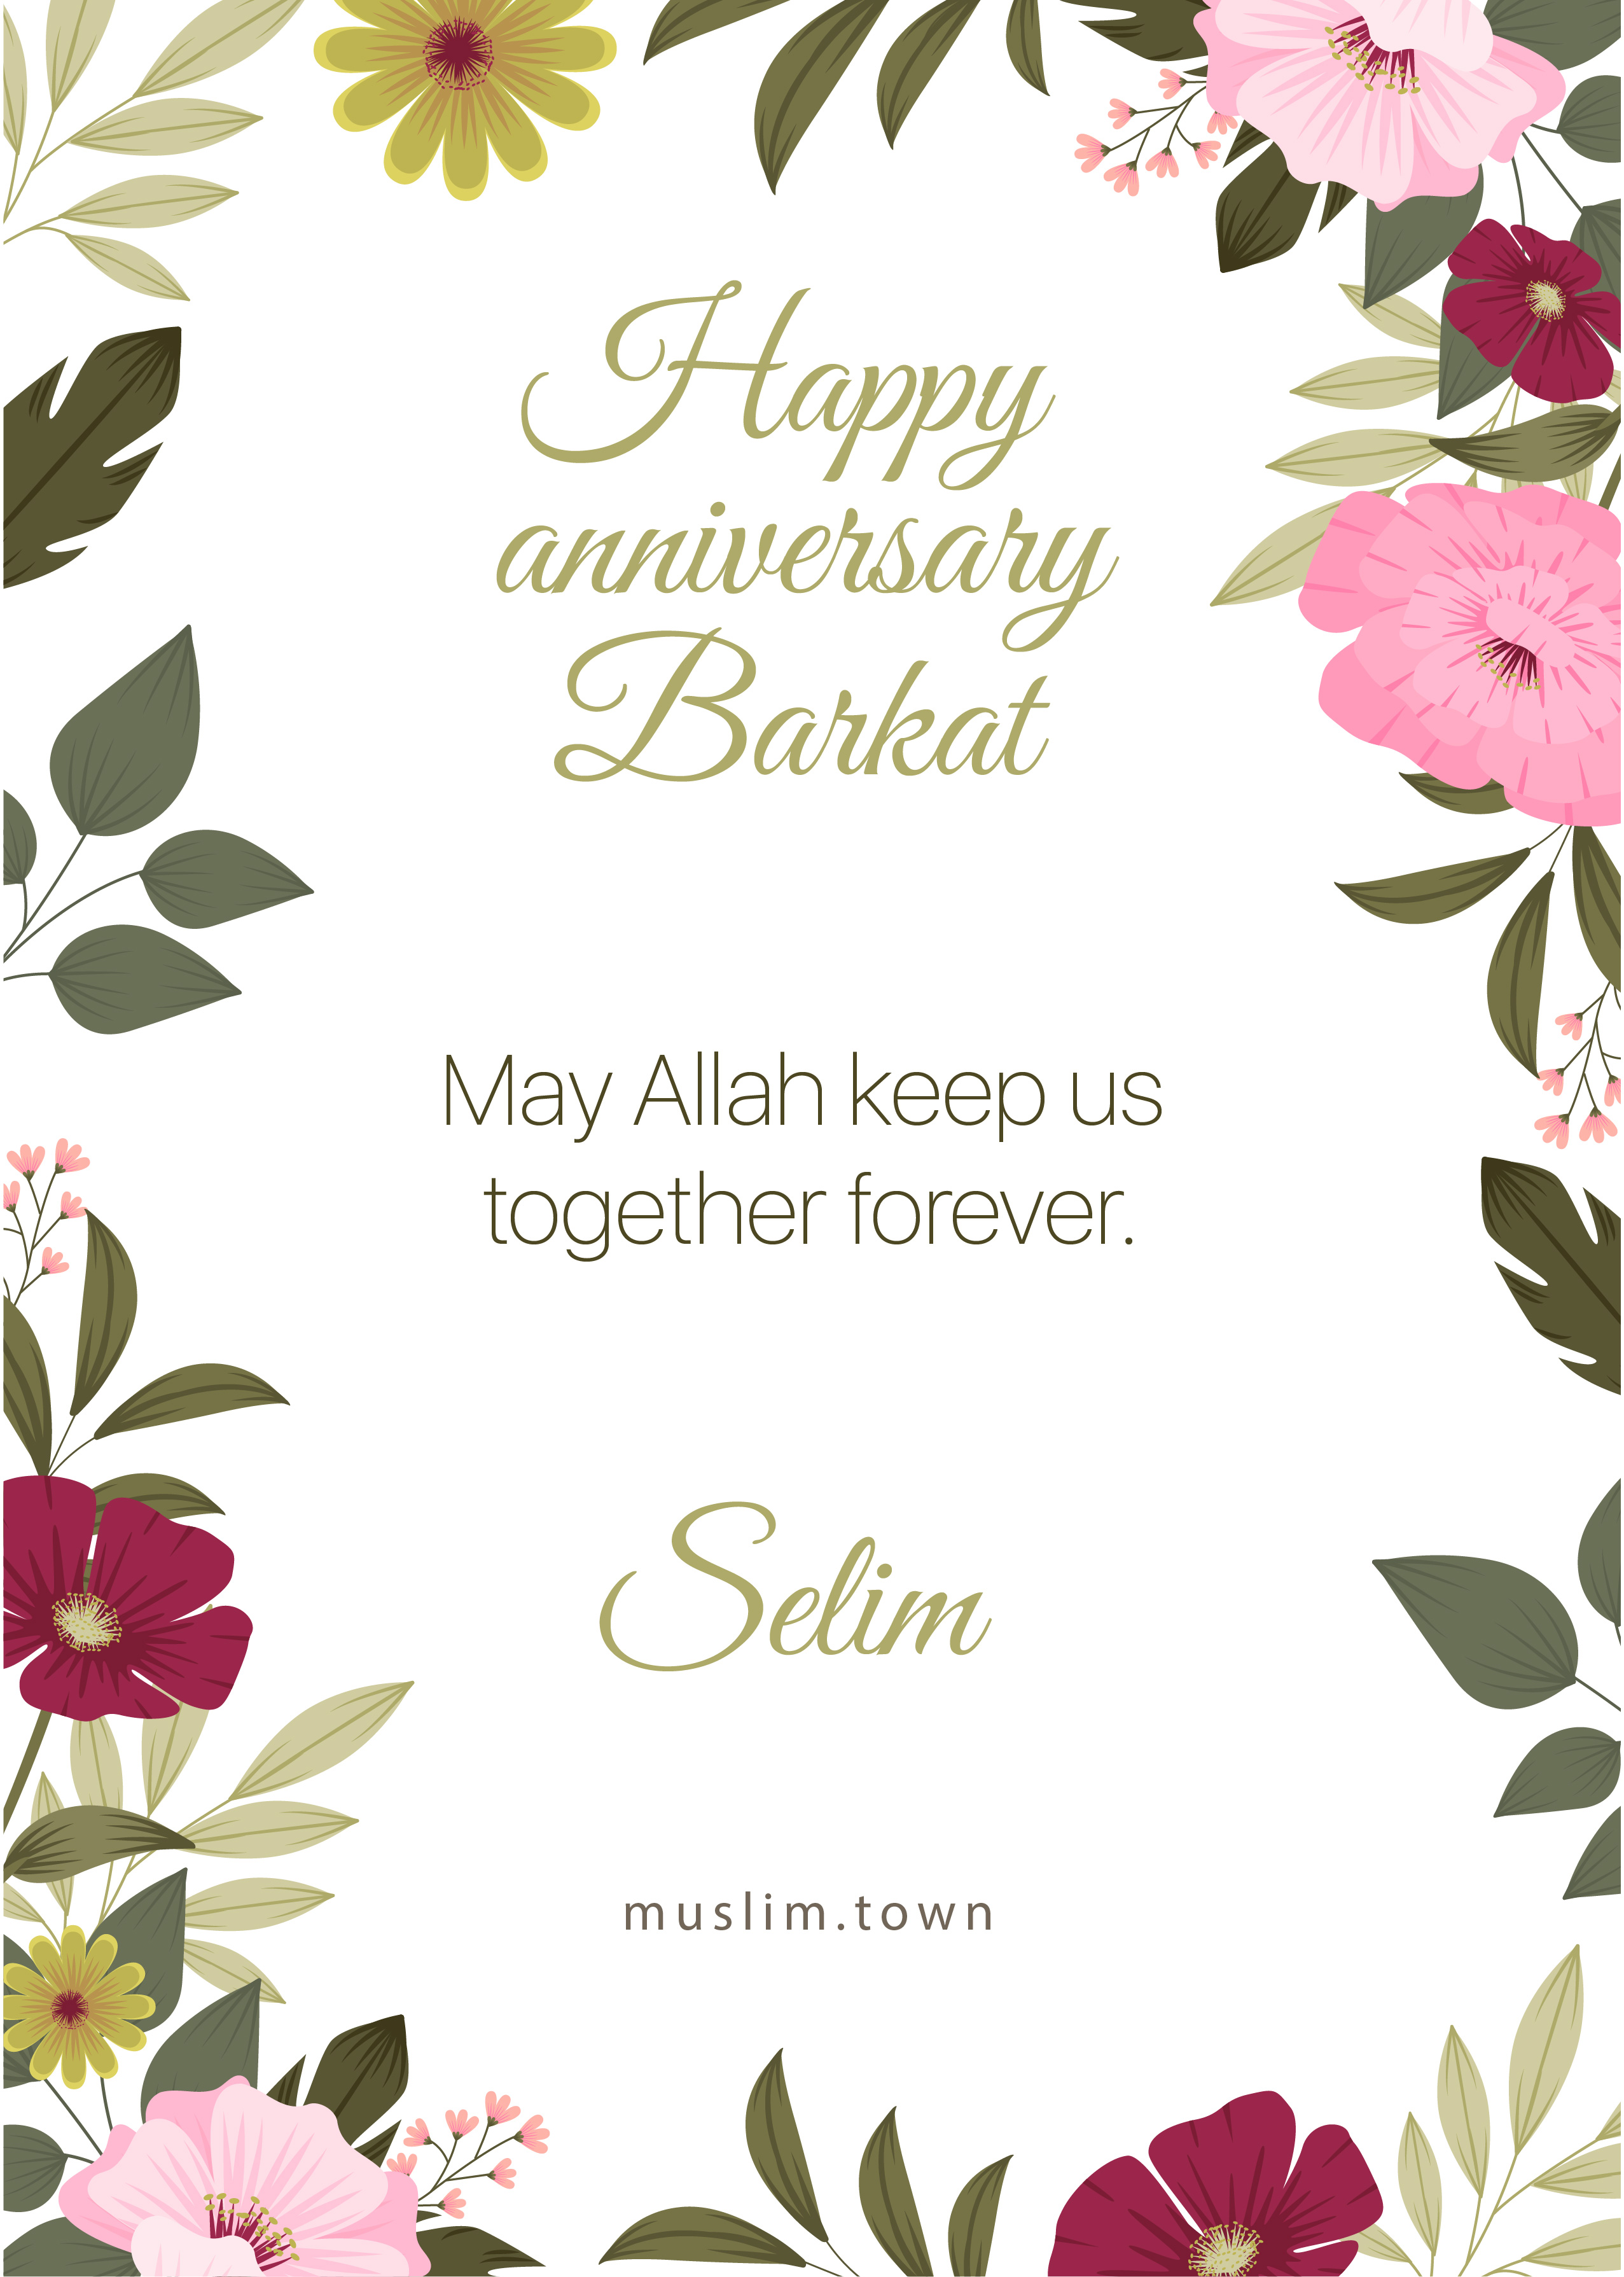 Happy
anniversary
Barkat
May Allah keep us
together forever.
Selim
muslim.town